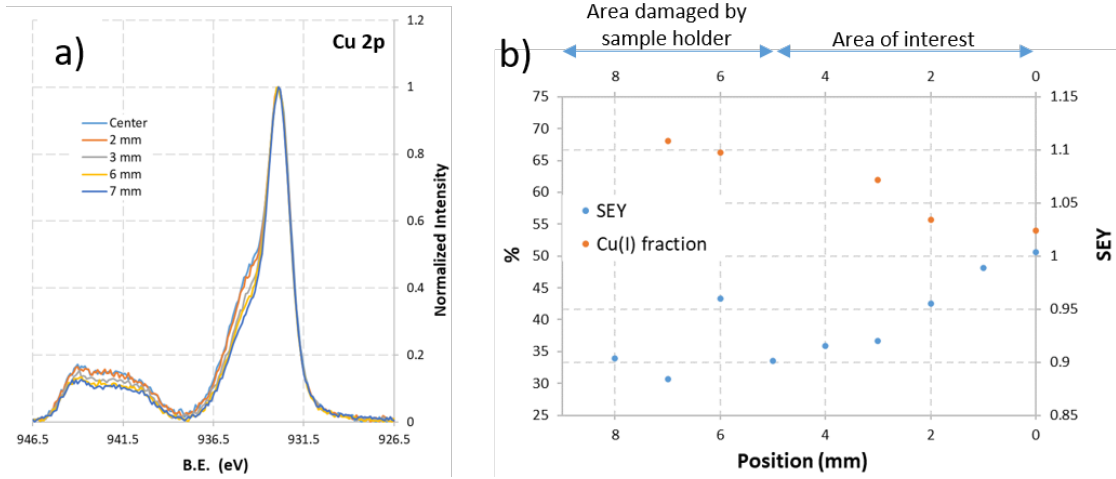 a)
Cu 2p
Center
2 mm
3 mm
6 mm
7 mm
1.2
1
0.8
0.6
0.4
0.2
0
Normalized Intensity
946.5 941.5 936.5 931.5 926.5
B.E. (eV)
b)
Area damaged by
sample holder
Area of interest
8 6 4 2 0
75
70
65
60
55
50
45
40
35
30
25
%
SEY
Cu(I) fraction
1.15
1.1
1.05
1
0.95
0.9
0.85
SEY
8 6 4 2 0
Position (mm)